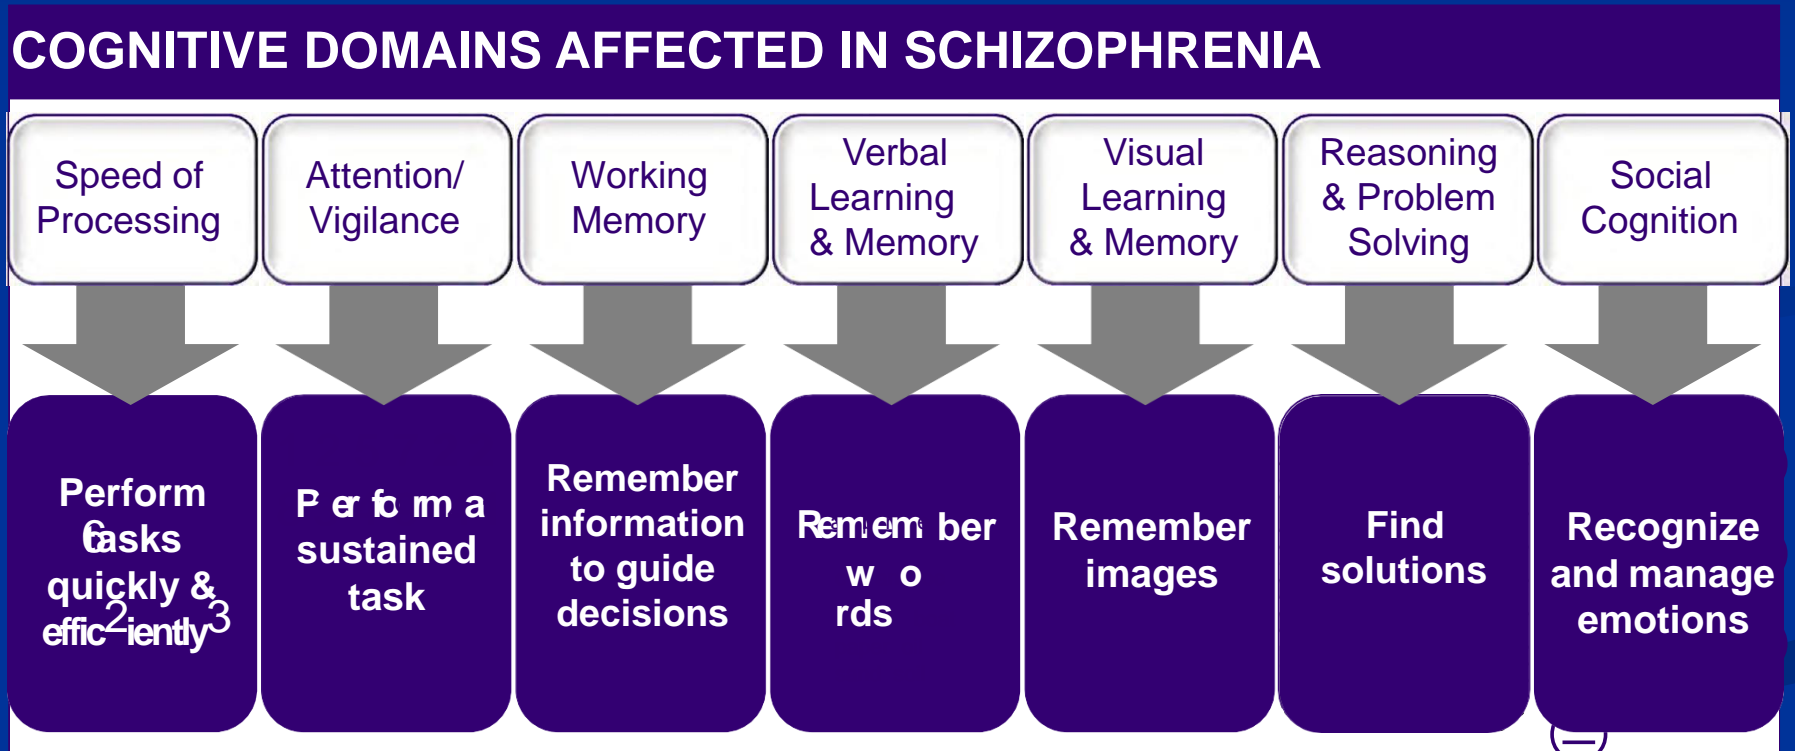 COGNITIVE DOMAINS AFFECTED IN SCHIZOPHRENIA
Speed of
Processing
Attention/
Vigilance
Working
Memory
Verbal
Learning
& Memory
Visual
Learning
& Memory
Reasoning
& Problem
Solving
Social
Cognition
Perform
tasks
quickly &
efficiently
Perform a
sustained
task
Remember
information
to guide
decisions
Remember
wo
rds
Remember
images
Find
solutions
Recognize
and manage
emotions